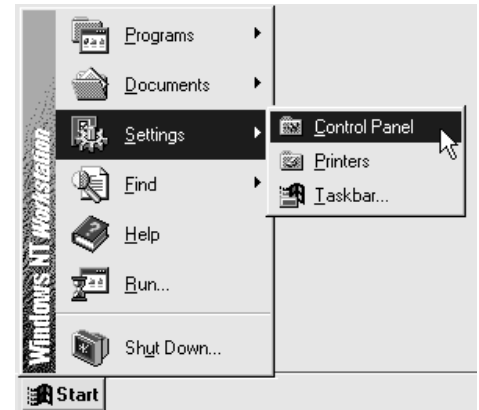 Programs
Documents
Settings
Find
Help
Run...
Shut Down...
Control Panel
Printers
Taskbar...
Windows NT Workstation
Start